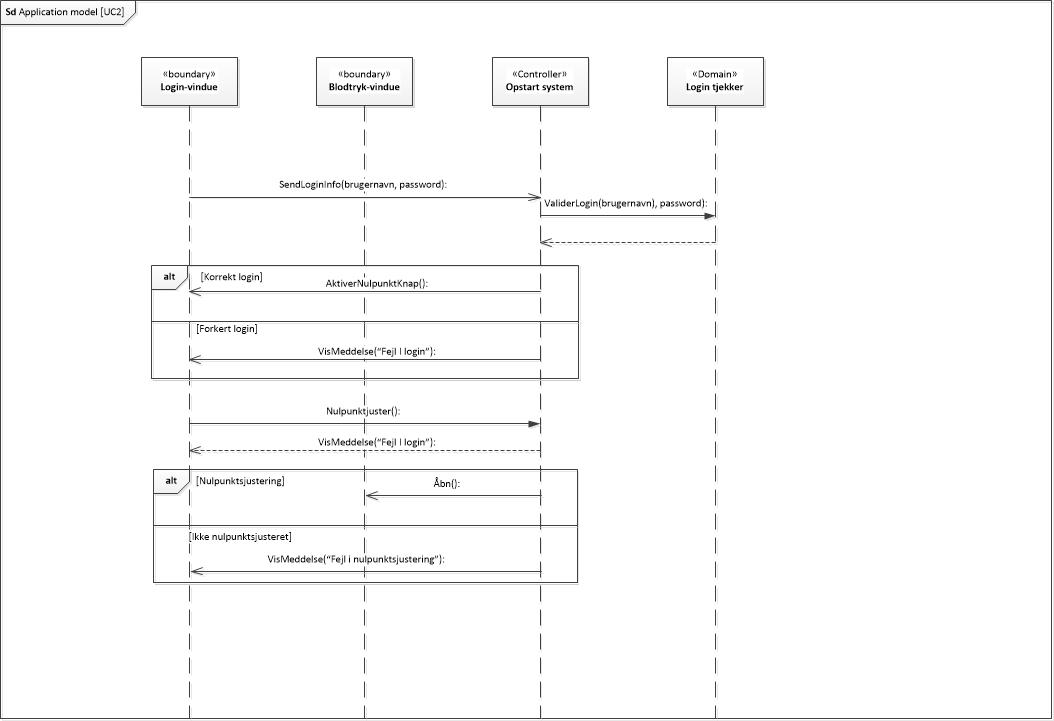 Sd Application model [UC2]
«boundary»
Login-vindue
«boundary»
Blodtryk-vindue
«Controller»
Opstart system
«Domain»
Login tjekker
SendLoginInfo(brugernavn, password):
ValiderLogin(brugernavn), password):
alt
[Korrekt login]
AktiverNulpunktKnap():
[Forkert login]
VisMeddelse(“Fejl I login”):
Nulpunktjuster():
VisMeddelse(“Fejl I login”):
alt
[Nulpunktsjustering]
Åbn():
[Ikke nulpunktsjusteret]
VisMeddelse(“Fejl i nulpunktsjustering”):